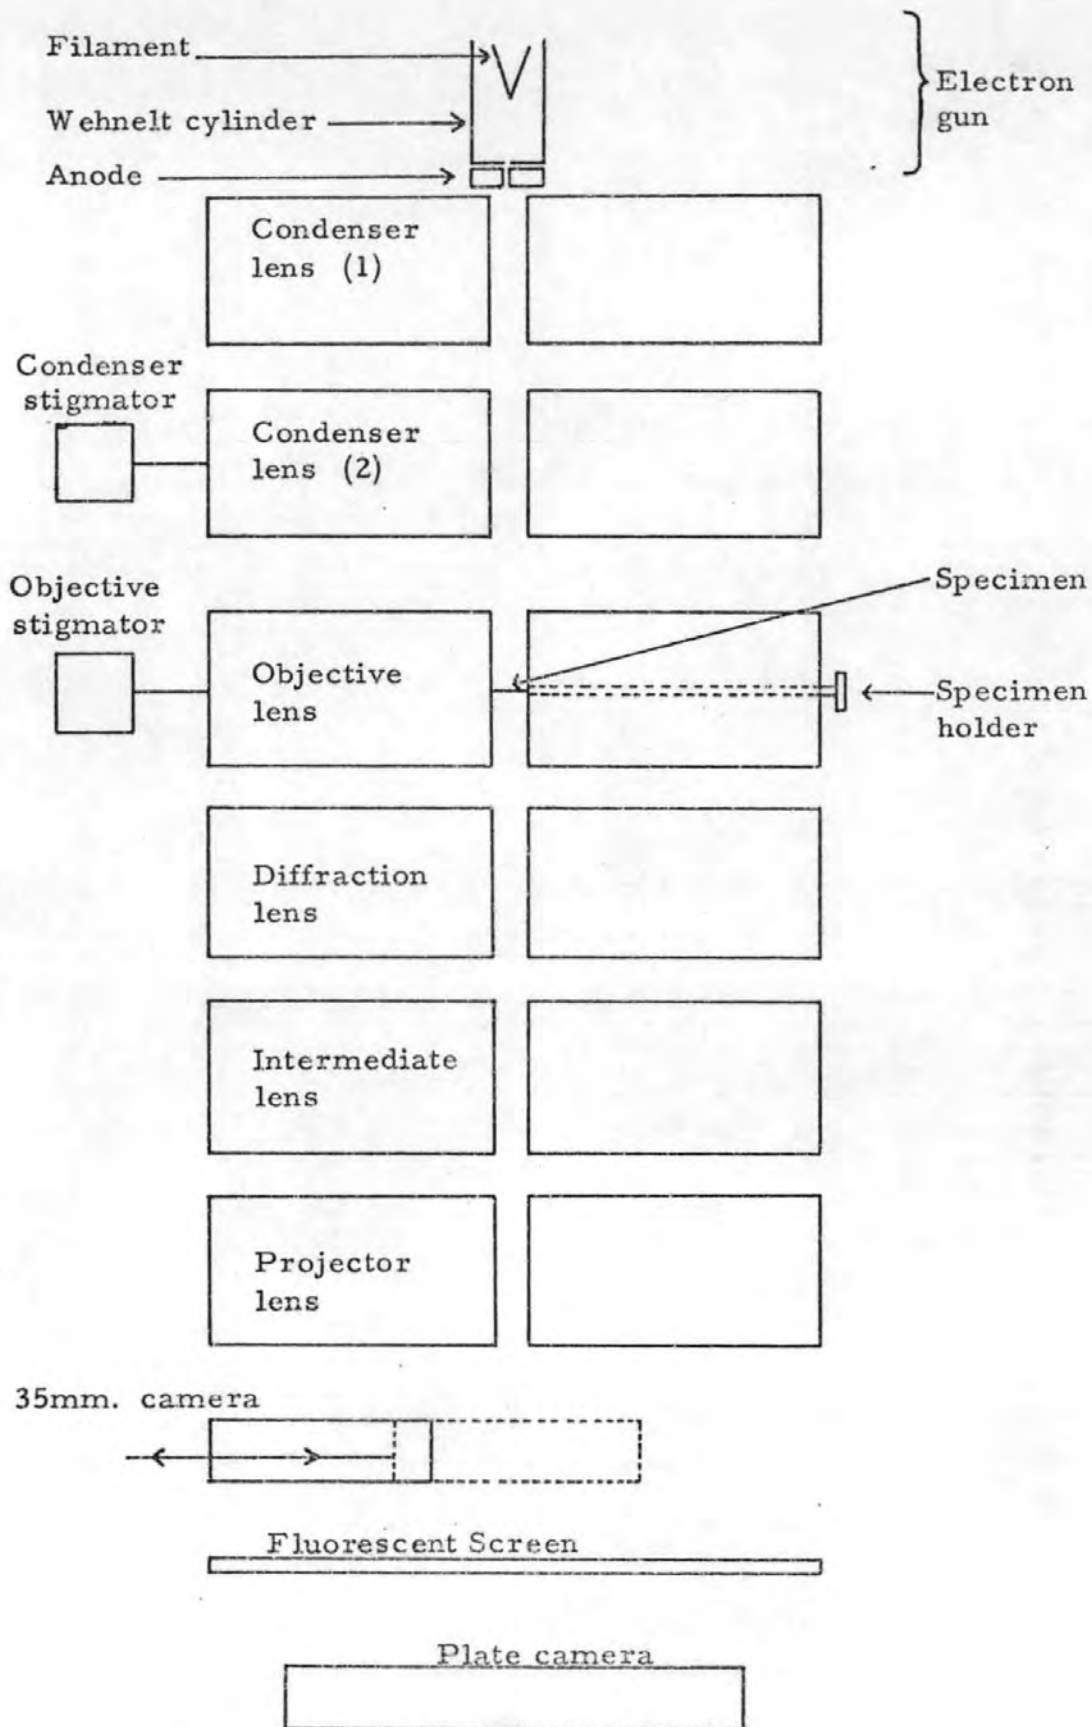 Filament
Electron
gun
Wehnelt cylinder
Anode
Condenser
lens (1)
Condenser
stigmator
Condenser
lens (2)
Objective
stigmator
Specimen
Objective
lens
Specimen
holder
Diffraction
lens
Intermediate
lens
Projector
lens
35mm. camera
Fluorescent Screen
Plate camera